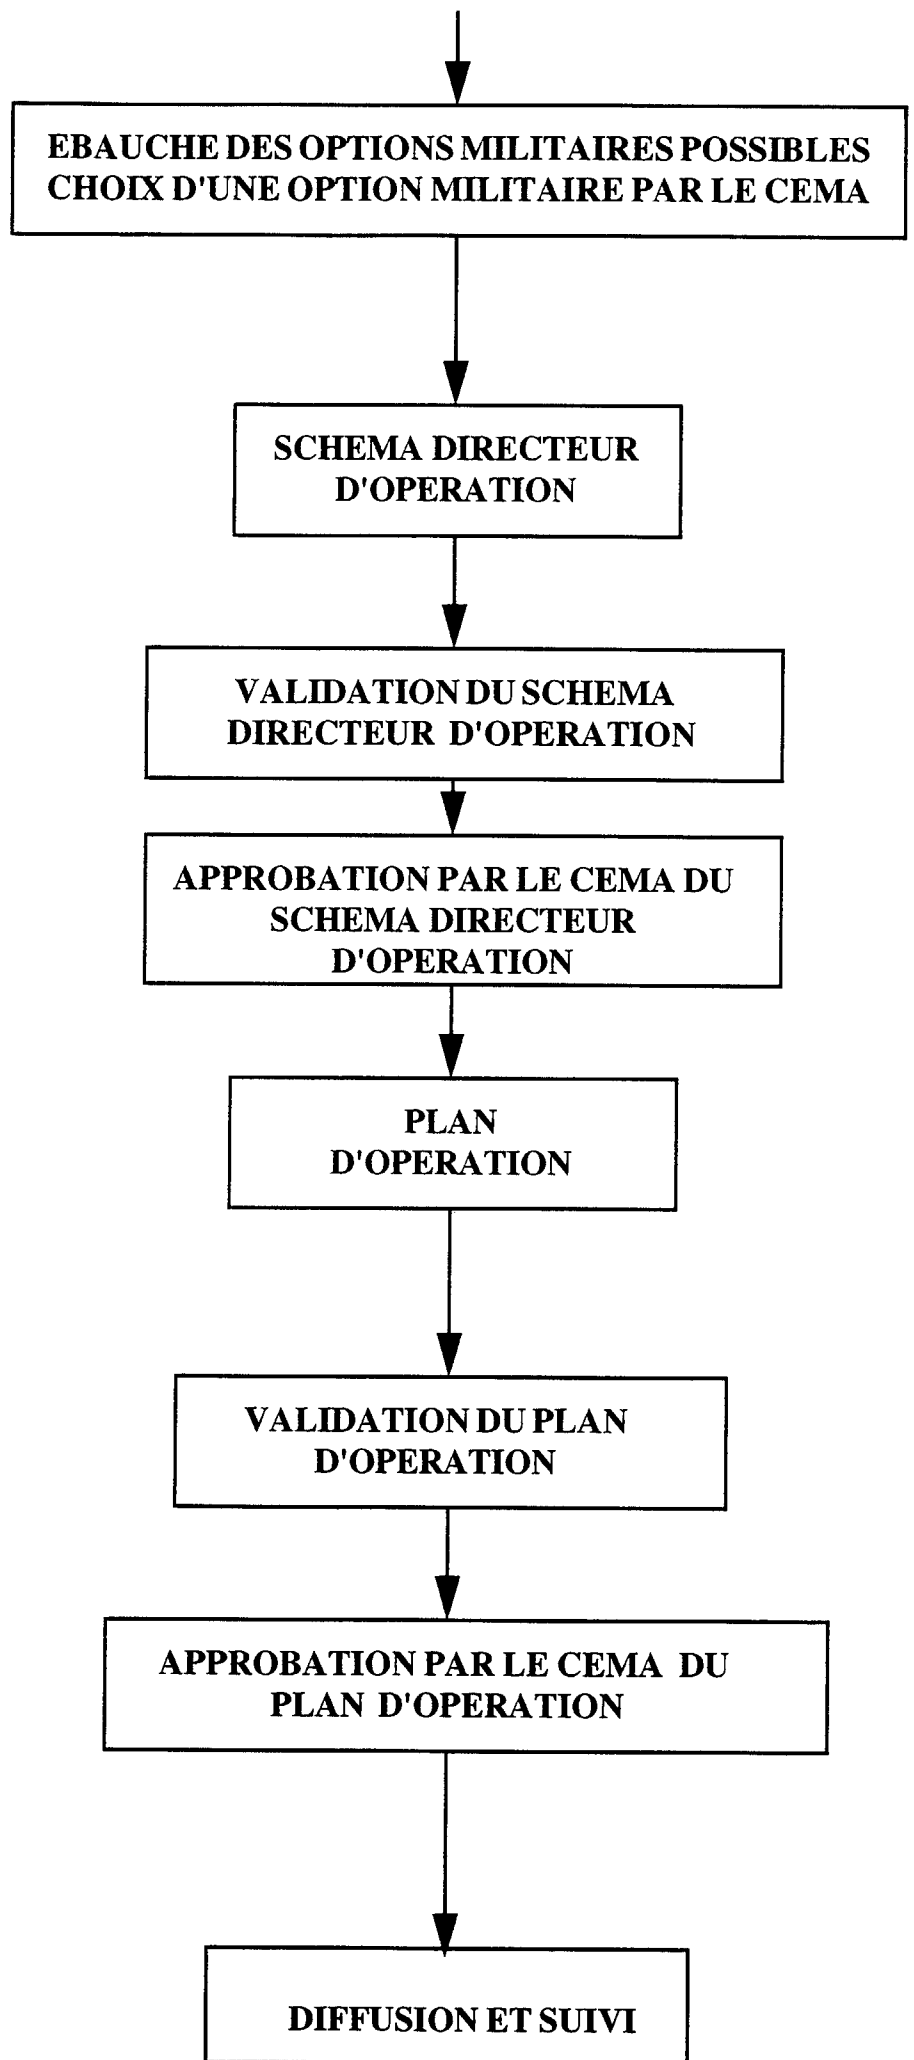 EBAUCHE DES OPTIONS MILITAIRES POSSIBLES
CHOIX D'UNE OPTION MILITAIRE PAR LE CEMA
SCHEMA DIRECTEUR
D'OPERATION
VALIDATION DU SCHEMA
DIRECTEUR D'OPERATION
APPROBATION PAR LE CEMA DU
SCHEMA DIRECTEUR
D'OPERATION
PLAN
D'OPERATION
VALIDATION DU PLAN
D'OPERATION
APPROBATION PAR LE CEMA DU
PLAN D'OPERATION
DIFFUSION ET SUIVI